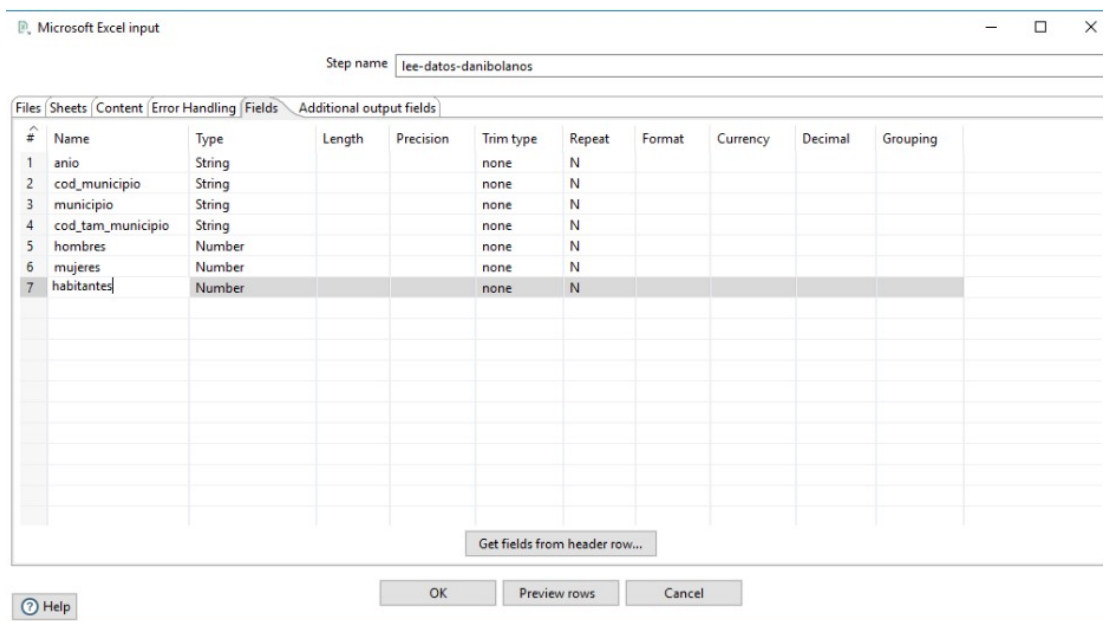 Microsoft Excel input
Step name lee-datos-danibolanos
Files Sheets Content Error Handling Fields Additional output fields
# Name Type Length Precision Trim type Repeat Format Currency Decimal Grouping
1 anio String none N
2 cod_municipio String none N
3 municipio String none N
4 cod_tam_municipio String none N
5 hombres Number none N
6 mujeres Number none N
7 habitantes Number none N
Get fields from header row...
OK Preview rows Cancel
? Help